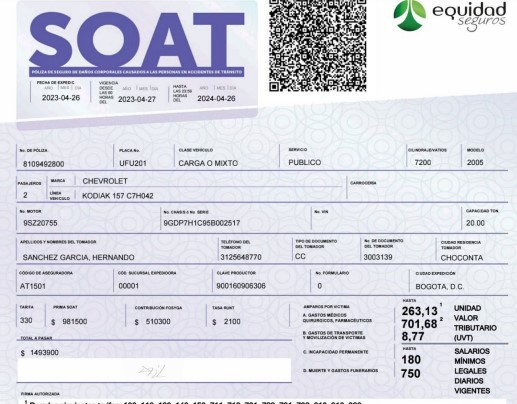 SOAT
equidad
seguros
PÓLIZA DE SEGURO DE DAÑOS CORPORALES CAUSADOS A LAS PERSONAS EN ACCIDENTES DE TRÁNSITO
FECHA DE EXPEDIC
AÑO MES DÍA
2023-04-26
VIGENCIA
DESDE LAS 00 HORAS DEL
AÑO MES DÍA
2023-04-27
HASTA LAS 23:59 HORAS DEL
AÑO MES DÍA
2024-04-26
No. DE PÓLIZA PLACA No. CLASE VEHÍCULO SERVICIO CILINDRAJE/VATIOS MODELO
8109492800 UFU201 CARGA O MIXTO PUBLICO 7200 2005
PASAJEROS MARCA CHEVROLET CARROCERÍA
2 LÍNEA VEHÍCULO KODIAK 157 C7H042
No. MOTOR No. CHASIS ó No. SERIE No. VIN CAPACIDAD TON.
9SZ20755 9GDP7H1C95B002517 20.00
APELLIDOS Y NOMBRES DEL TOMADOR TELÉFONO DEL TOMADOR TIPO DE DOCUMENTO DEL TOMADOR No. DE DOCUMENTO DEL TOMADOR CIUDAD RESIDENCIA TOMADOR
SANCHEZ GARCIA, HERNANDO 3125648770 CC 3003139 CHOCONTA
CÓDIGO DE ASEGURADORA CÓD. SUCURSAL EXPEDIDORA CLAVE PRODUCTOR No. FORMULARIO CIUDAD EXPEDICIÓN
AT1501 00001 900160906306 0 BOGOTA, D.C.
TARIFA PRIMA SOAT CONTRIBUCIÓN FOSYGA TASA RUNT
330 $ 981500 $ 510300 $ 2100
TOTAL A PAGAR
$ 1493900
AMPAROS POR VICTIMA
A. GASTOS MÉDICOS QUIRURGICOS, FARMACEUTICOS
B. GASTOS DE TRANSPORTE Y MOVILIZACIÓN DE VICTIMAS
C. INCAPACIDAD PERMANENTE
D. MUERTE Y GASTOS FUNERARIOS
HASTA
263,13 ¹
701,68 ²
8,77
UNIDAD VALOR TRIBUTARIO (UVT)
HASTA
180
750
SALARIOS MÍNIMOS LEGALES DIARIOS VIGENTES
FIRMA AUTORIZADA